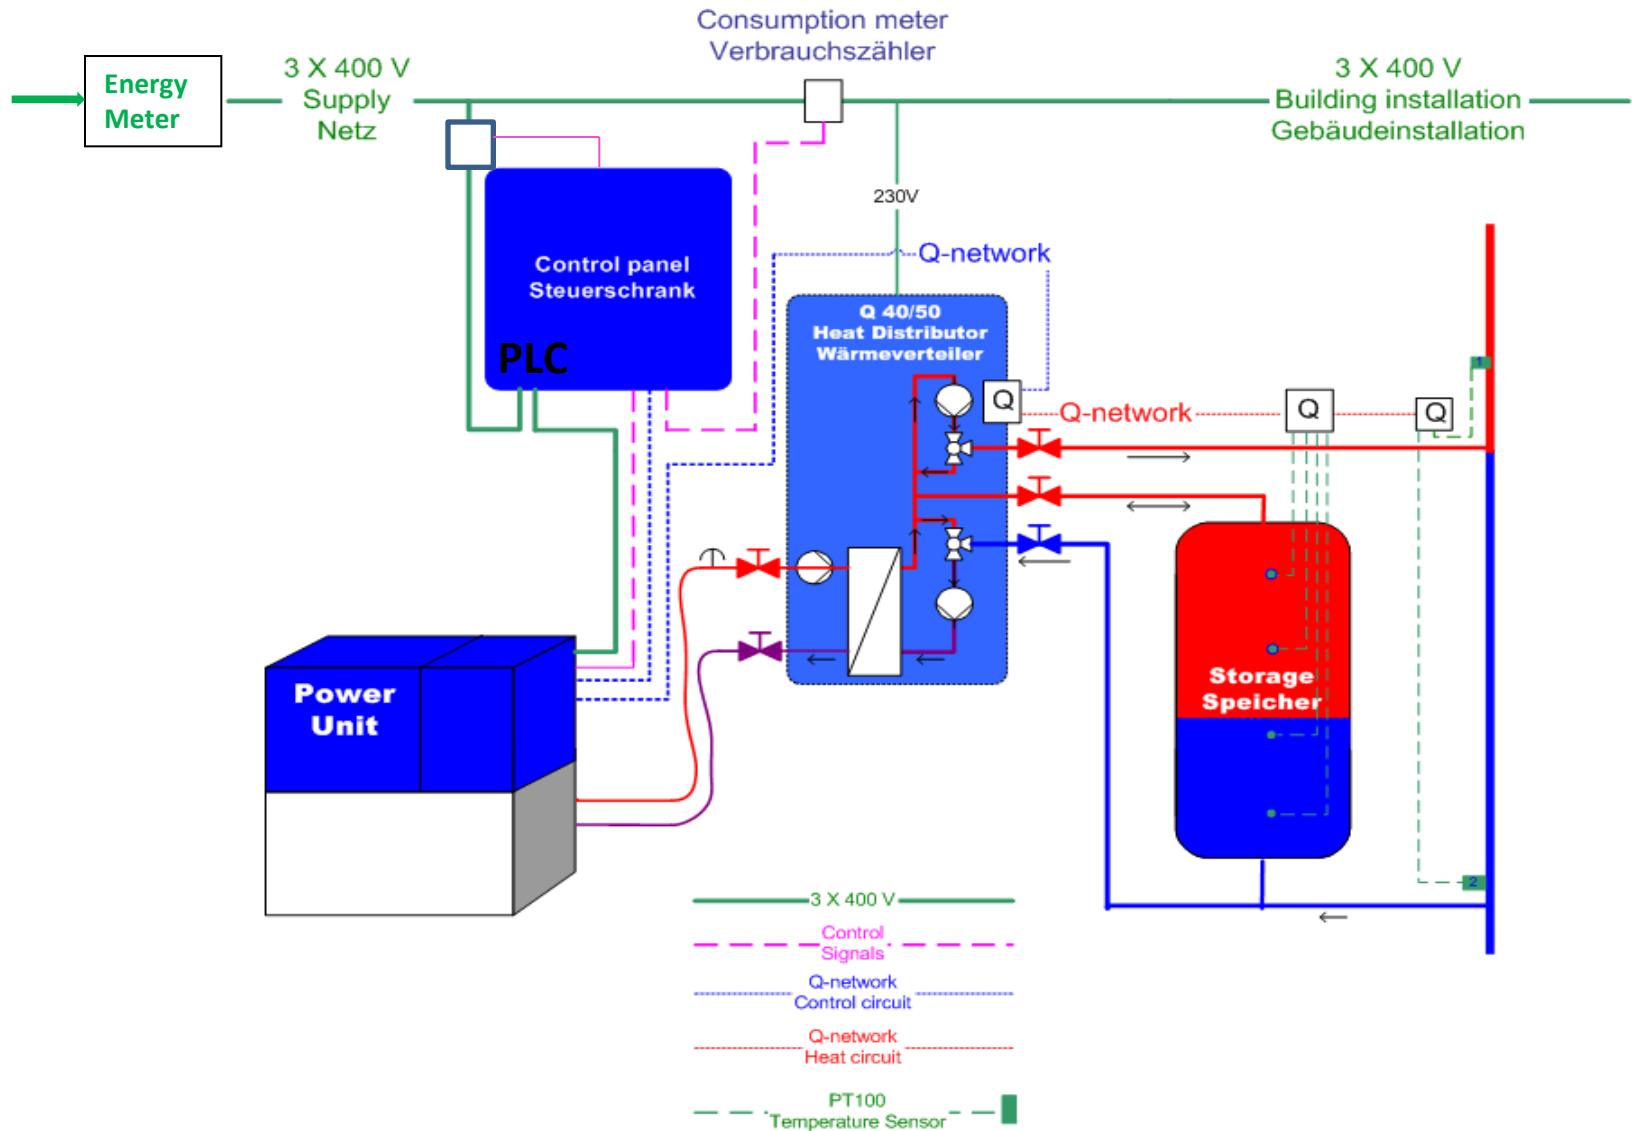 Consumption meter
Verbrauchszähler
Energy
Meter
3 X 400 V
Supply
Netz
3 X 400 V
Building installation
Gebäudeinstallation
230V
Control panel
Steuerschrank
PLC
Q-network
Q 40/50
Heat Distributor
Wärmeverteiler
Q
Q-network
Q
Q
1
Power
Unit
Storage
Speicher
2
3 X 400 V
Control
Signals
Q-network
Control circuit
Q-network
Heat circuit
PT100
Temperature Sensor